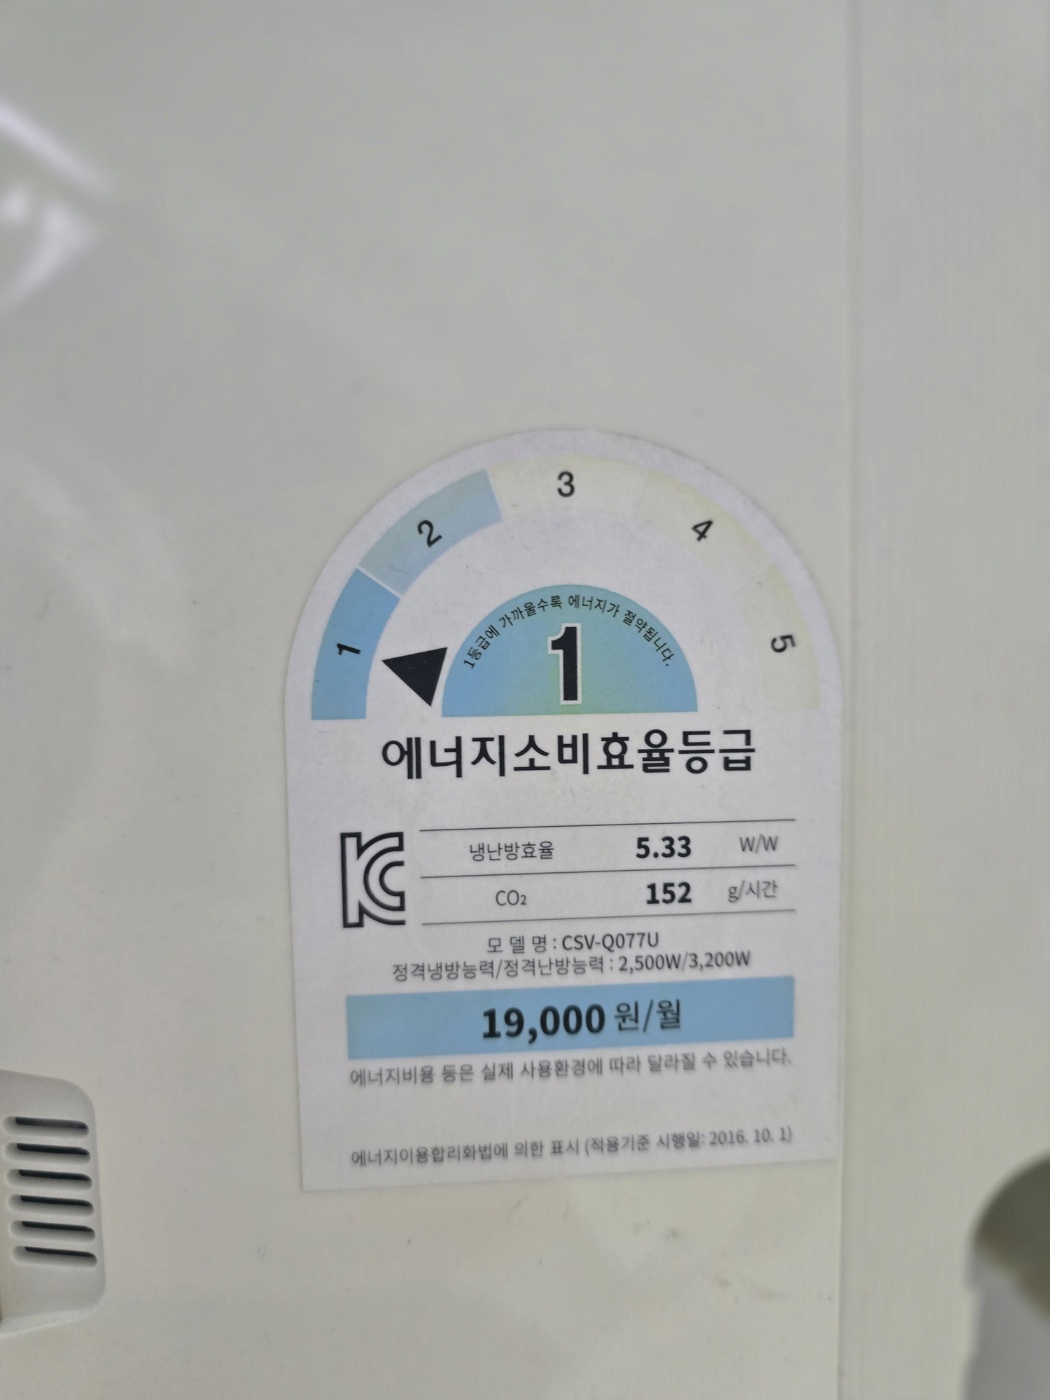 3
2
4
1
5
1등급에 가까울수록 에너지가 절약됩니다.
1
에너지소비효율등급
냉난방효율 5.33 W/W
CO₂ 152 g/시간
모 델 명 : CSV-Q077U
정격냉방능력/정격난방능력 : 2,500W/3,200W
19,000 원/월
에너지비용 등은 실제 사용환경에 따라 달라질 수 있습니다.
에너지이용합리화법에 의한 표시 (적용기준 시행일: 2016. 10. 1)